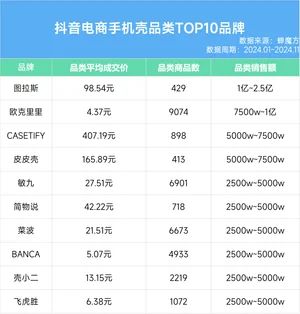 抖音电商手机壳品类TOP10品牌
数据来源：蝉魔方
数据周期：2024.01-2024.11
品牌 品类平均成交价 品类商品数 品类销售额
图拉斯 98.54元 429 1亿~2.5亿
欧克里里 4.37元 9074 7500w~1亿
CASETIFY 407.19元 898 5000w~7500w
皮皮壳 165.89元 413 5000w~7500w
敏九 27.51元 6901 2500w~5000w
简物说 42.22元 718 2500w~5000w
莱波 21.51元 6673 2500w~5000w
BANCA 5.07元 4933 2500w~5000w
壳小二 13.15元 2219 2500w~5000w
飞虎胜 6.38元 1072 2500w~5000w